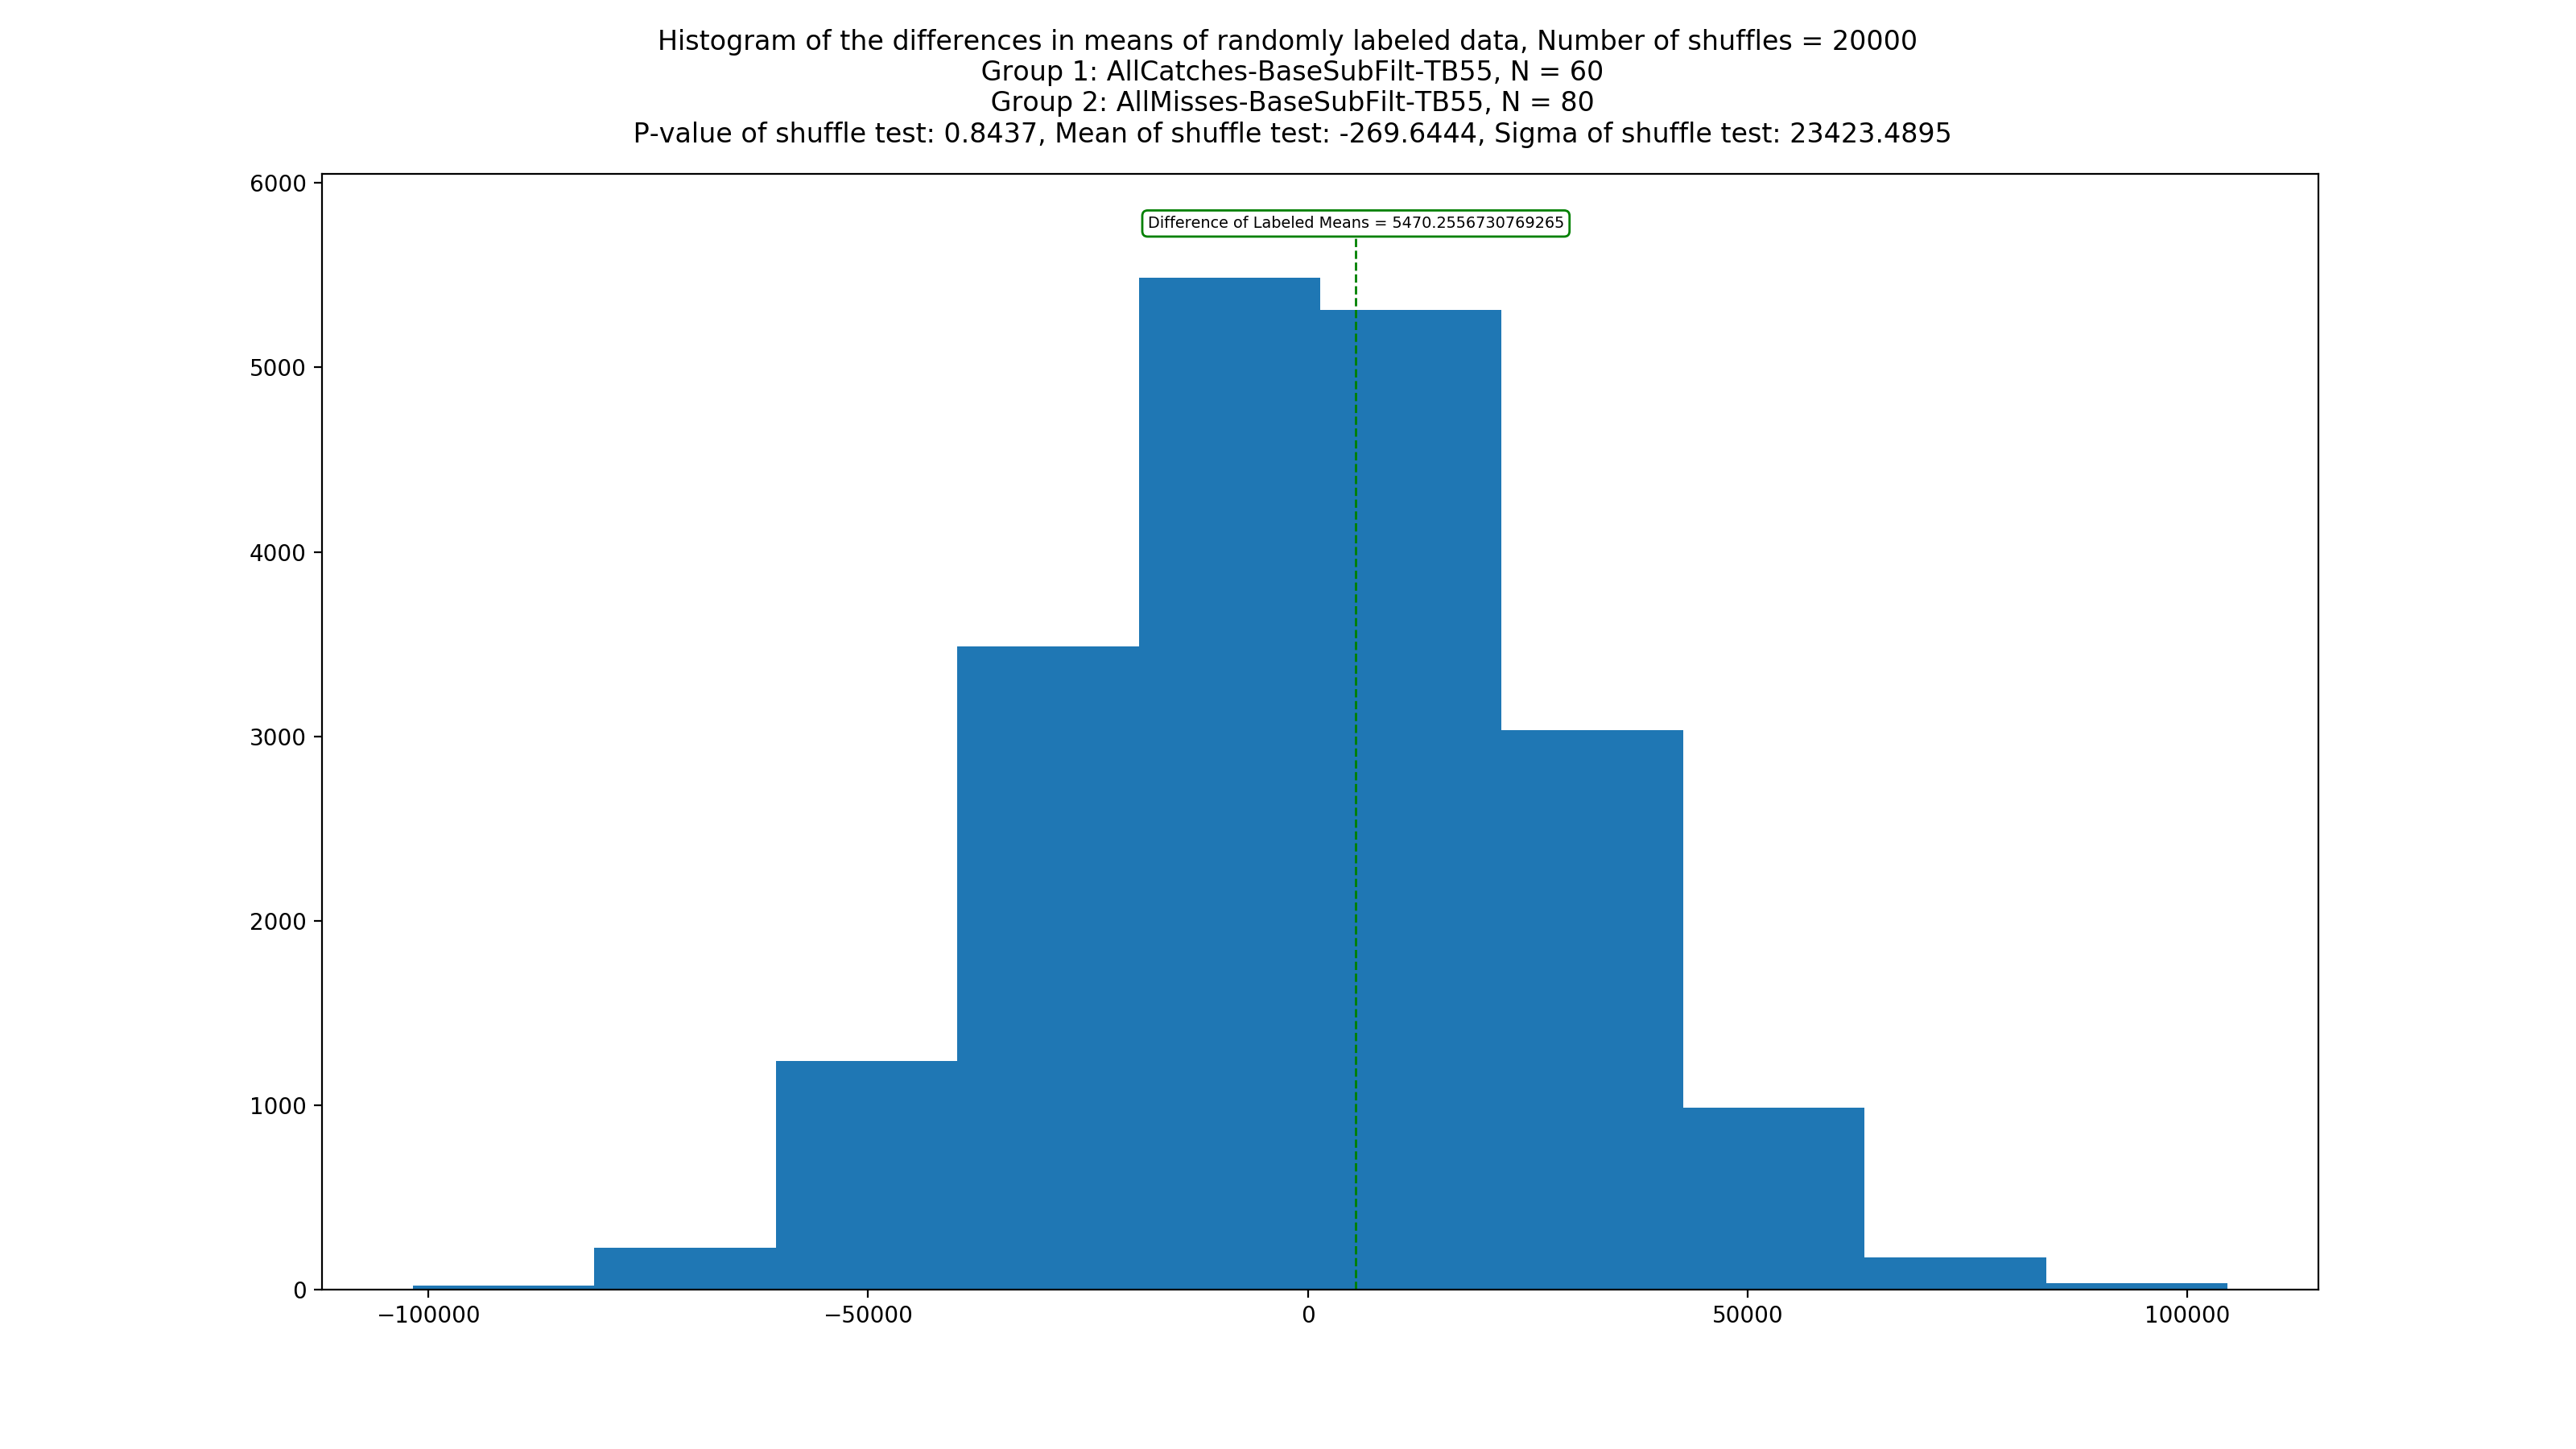 Histogram of the differences in means of randomly labeled data, Number of shuffles = 20000
Group 1: AllCatches-BaseSubFilt-TB55, N = 60
Group 2: AllMisses-BaseSubFilt-TB55, N = 80
P-value of shuffle test: 0.8437, Mean of shuffle test: -269.6444, Sigma of shuffle test: 23423.4895
6000
Difference of Labeled Means = 5470.2556730769265
5000
4000
3000
2000
1000
0
−100000 −50000 0 50000 100000